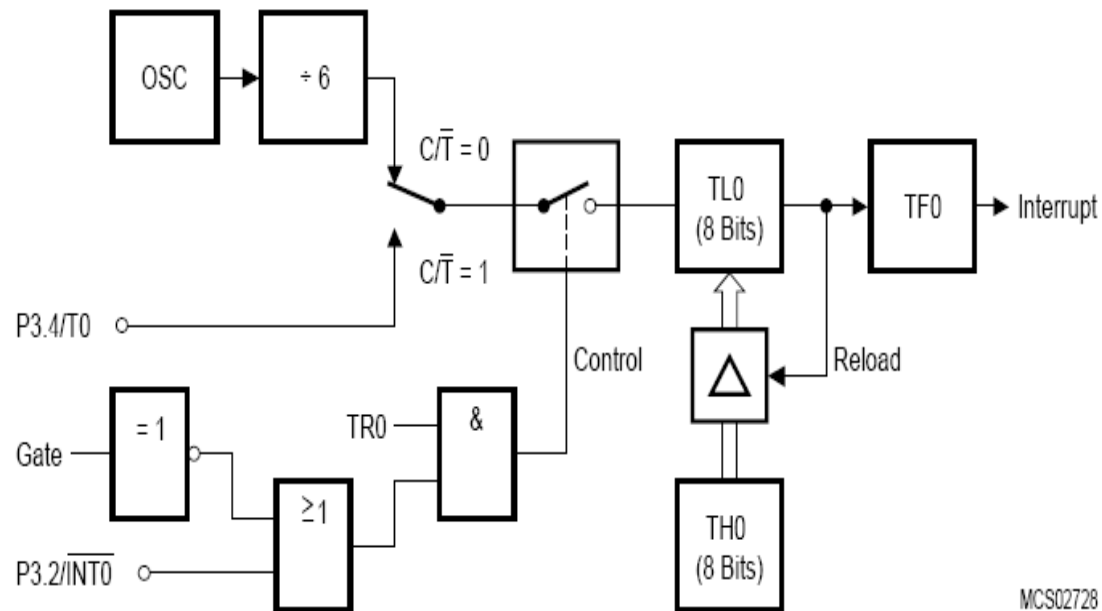 OSC
÷ 6
C/T̅ = 0
TL0
(8 Bits)
TF0
Interrupt
C/T̅ = 1
P3.4/T0
Control
Reload
= 1
TR0
&
Gate
≥1
TH0
(8 Bits)
P3.2/I̅N̅T̅0̅
MCS02728